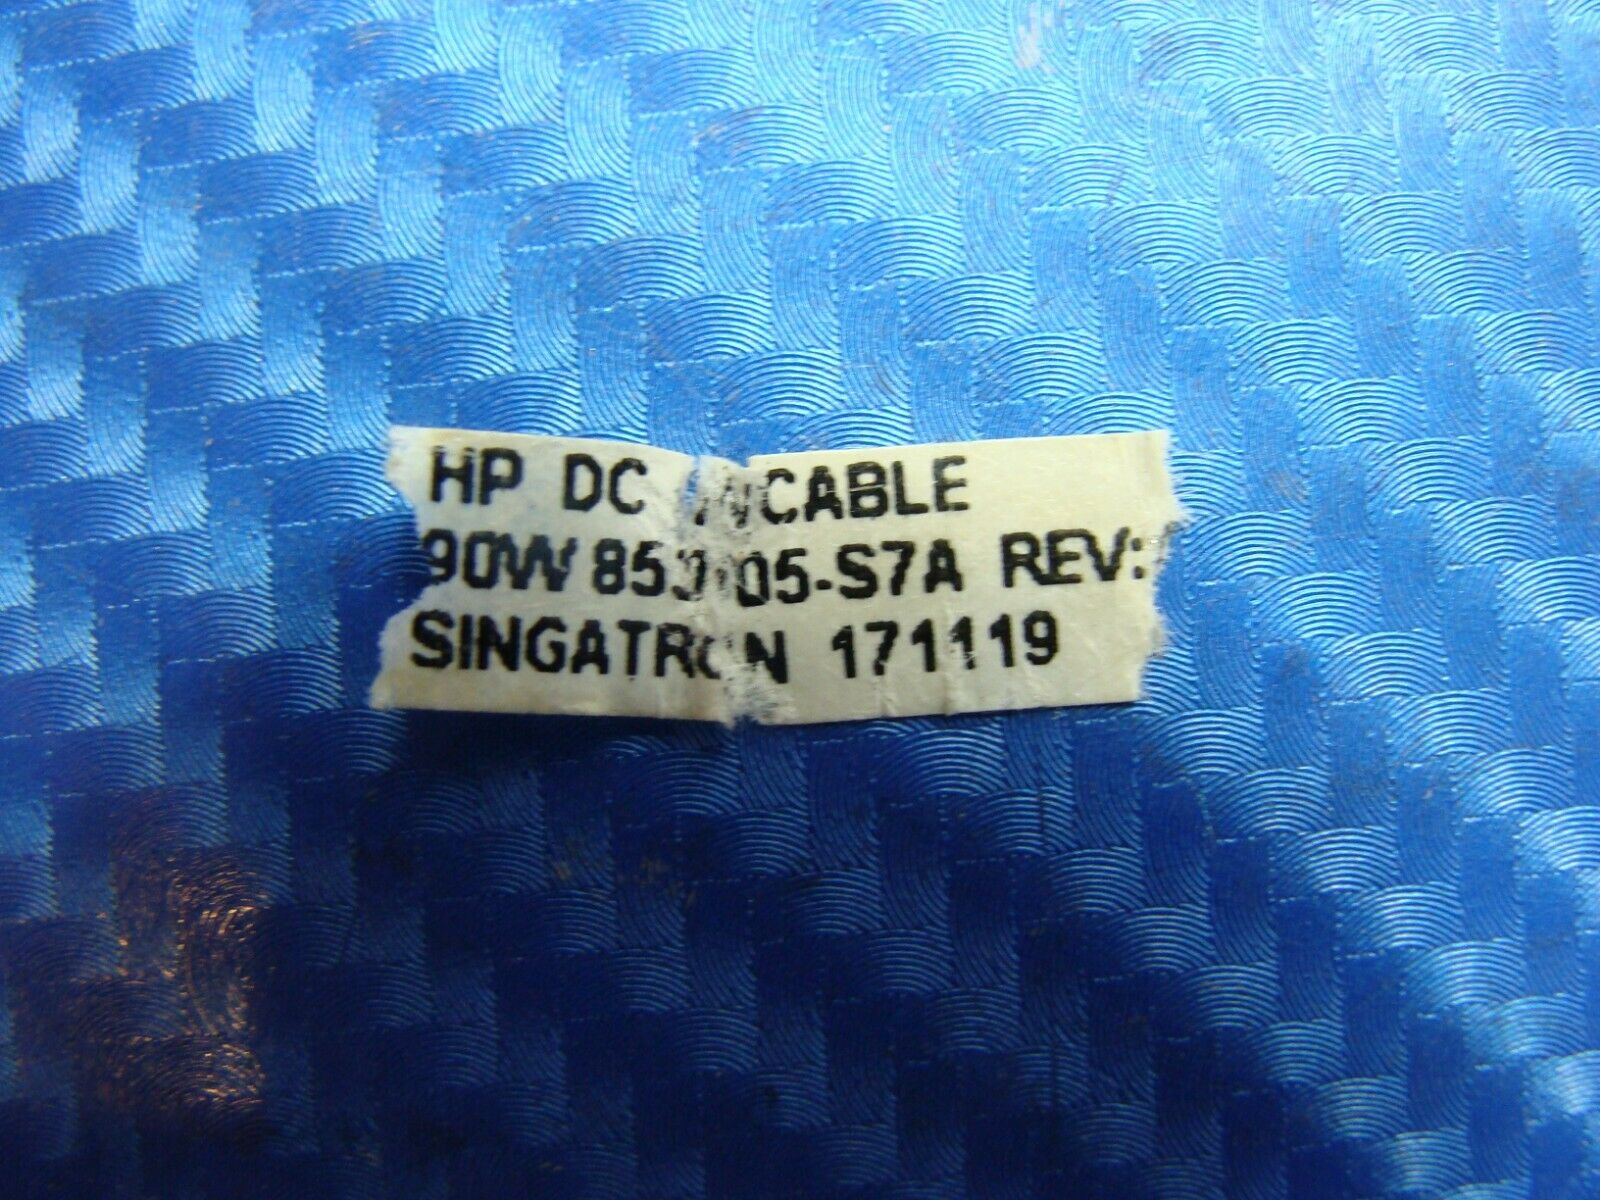 HP DC CABLE
90W REV:
SINGATRON 171119